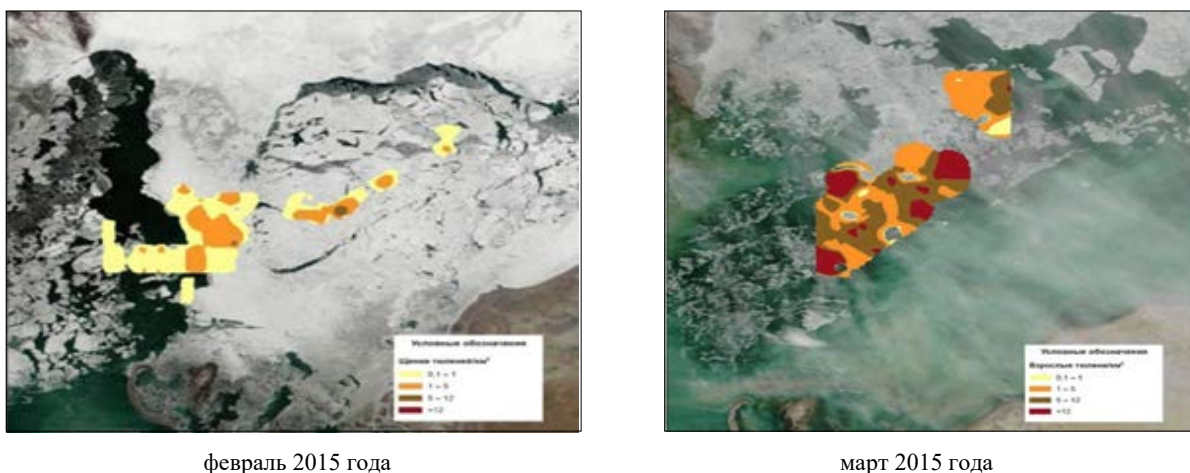 Условные обозначения
Щенки тюленей/км²
0,1 – 1
1 – 5
5 – 12
>12
Условные обозначения
Взрослые тюлени/км²
0,1 – 1
1 – 5
5 – 12
>12
февраль 2015 года
март 2015 года